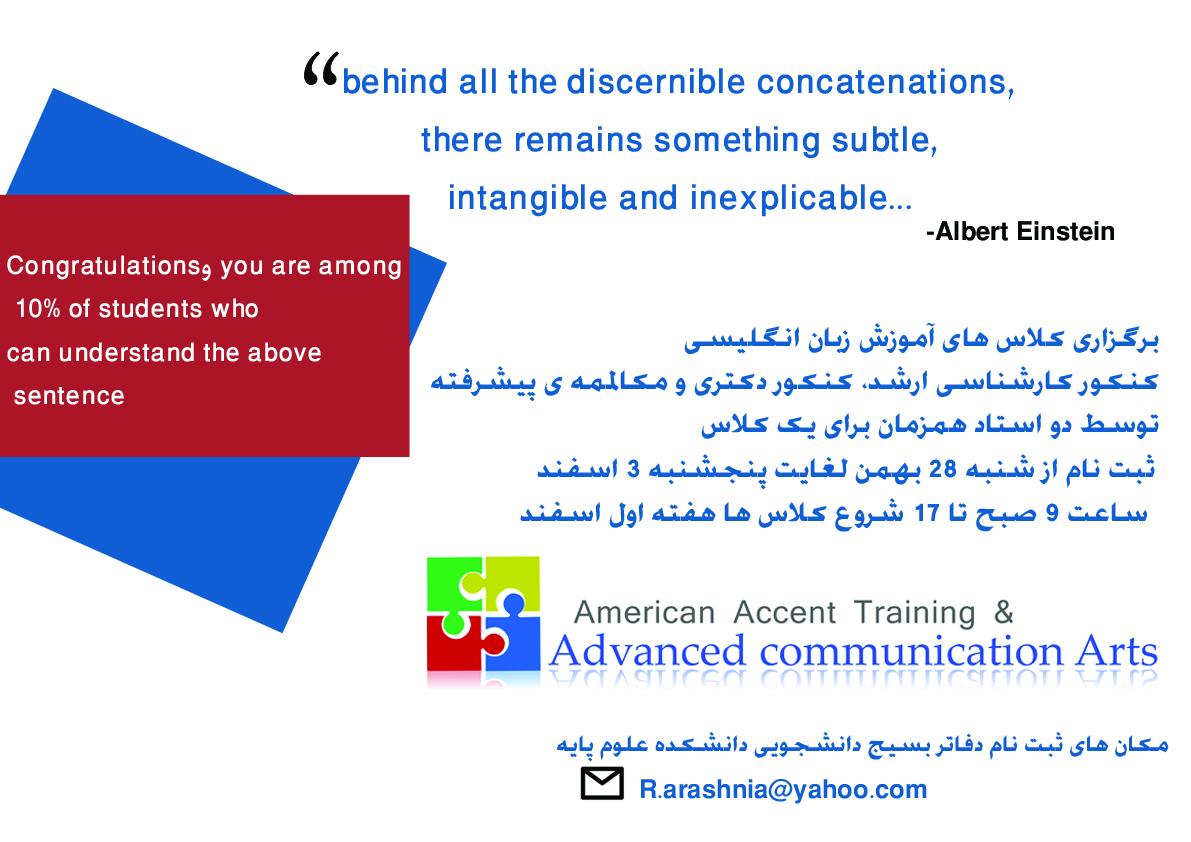 “behind all the discernible concatenations,
there remains something subtle,
intangible and inexplicable...
-Albert Einstein
Congratulationsو you are among
10% of students who
can understand the above
sentence
برگزاری کلاس های آموزش زبان انگلیسی
کنکور کارشناسی ارشد، کنکور دکتری و مکالمه ی پیشرفته
توسط دو استاد همزمان برای یک کلاس
ثبت نام از شنبه 28 بهمن لغایت پنجشنبه 3 اسفند
ساعت 9 صبح تا 17 شروع کلاس ها هفته اول اسفند
American Accent Training &
Advanced communication Arts
مکان های ثبت نام دفاتر بسیج دانشجویی دانشکده علوم پایه
R.arashnia@yahoo.com